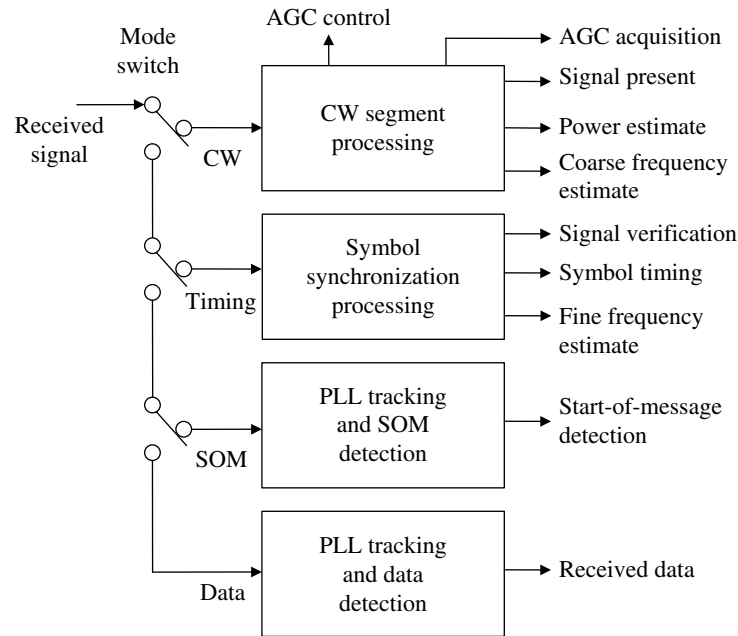 AGC control
Mode
switch
Received
signal
CW
CW segment
processing
AGC acquisition
Signal present
Power estimate
Coarse frequency
estimate
Timing
Symbol
synchronization
processing
Signal verification
Symbol timing
Fine frequency
estimate
SOM
PLL tracking
and SOM
detection
Start-of-message
detection
Data
PLL tracking
and data
detection
Received data